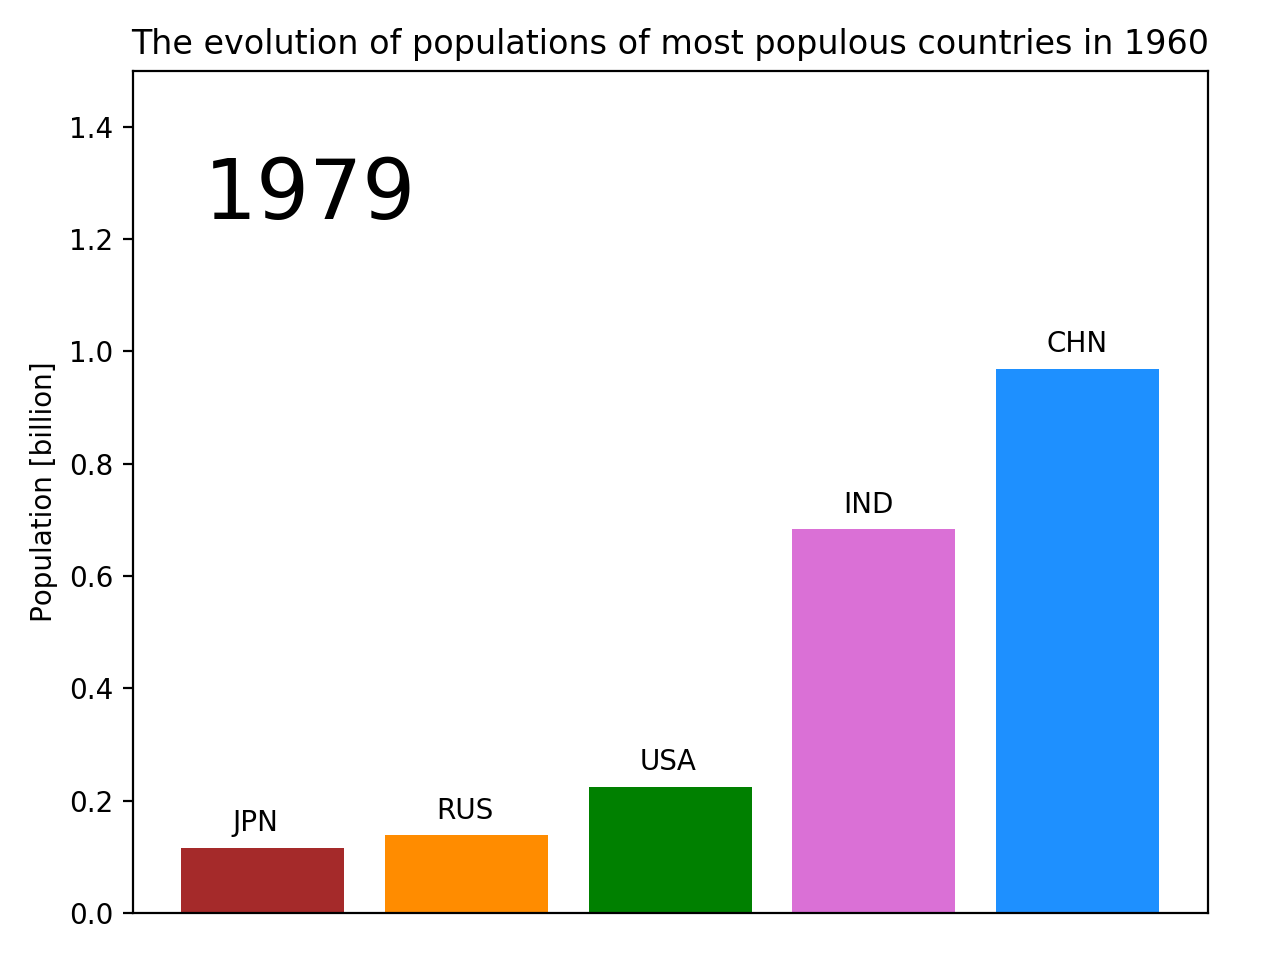 The evolution of populations of most populous countries in 1960
1979
Population [billion]
1.4
1.2
1.0
0.8
0.6
0.4
0.2
0.0
JPN
RUS
USA
IND
CHN